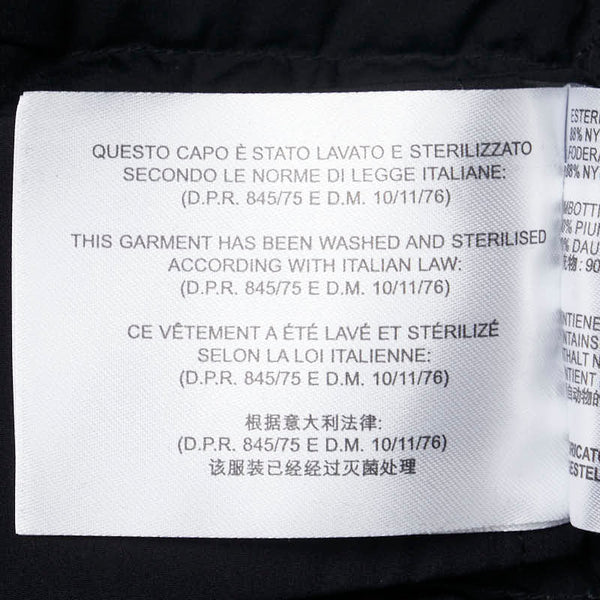 QUESTO CAPO È STATO LAVATO E STERILIZZATO
SECONDO LE NORME DI LEGGE ITALIANE:
(D.P.R. 845/75 E D.M. 10/11/76)
THIS GARMENT HAS BEEN WASHED AND STERILISED
ACCORDING WITH ITALIAN LAW:
(D.P.R. 845/75 E D.M. 10/11/76)
CE VÊTEMENT A ÉTÉ LAVÉ ET STÉRILIZÉ
SELON LA LOI ITALIENNE:
(D.P.R. 845/75 E D.M. 10/11/76)
根据意大利法律:
(D.P.R. 845/75 E D.M. 10/11/76)
该服装已经经过灭菌处理